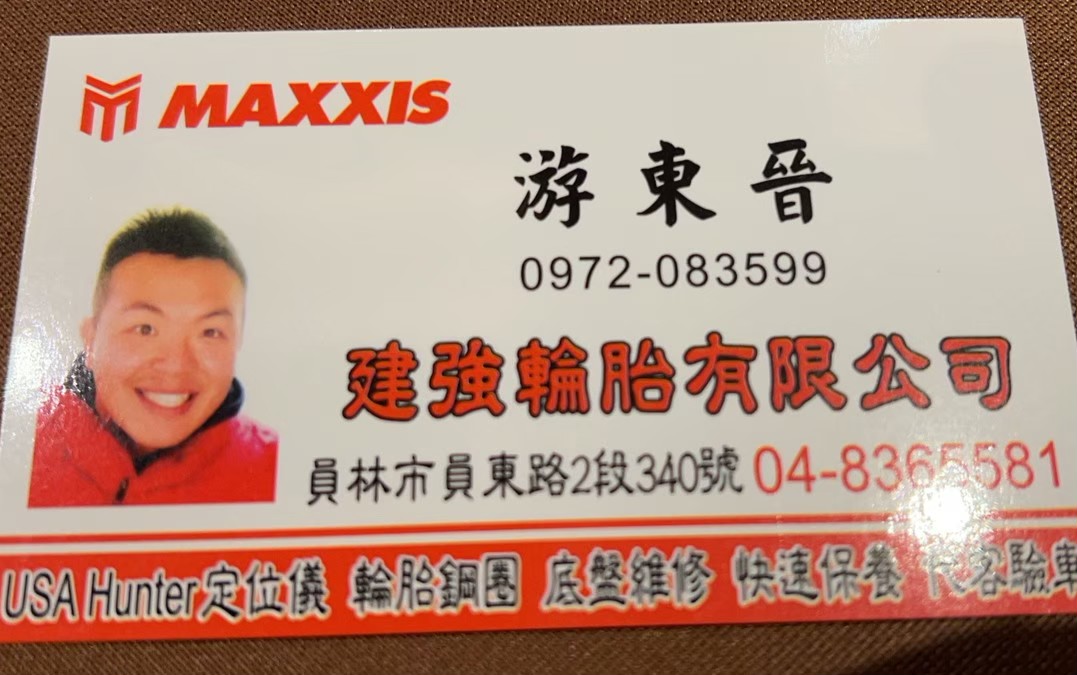 MAXXIS
游東晉
0972-083599
建強輪胎有限公司
員林市員東路2段340號 04-8365581
USA Hunter定位儀 輪胎鋼圈 底盤維修 快速保養 代客驗車